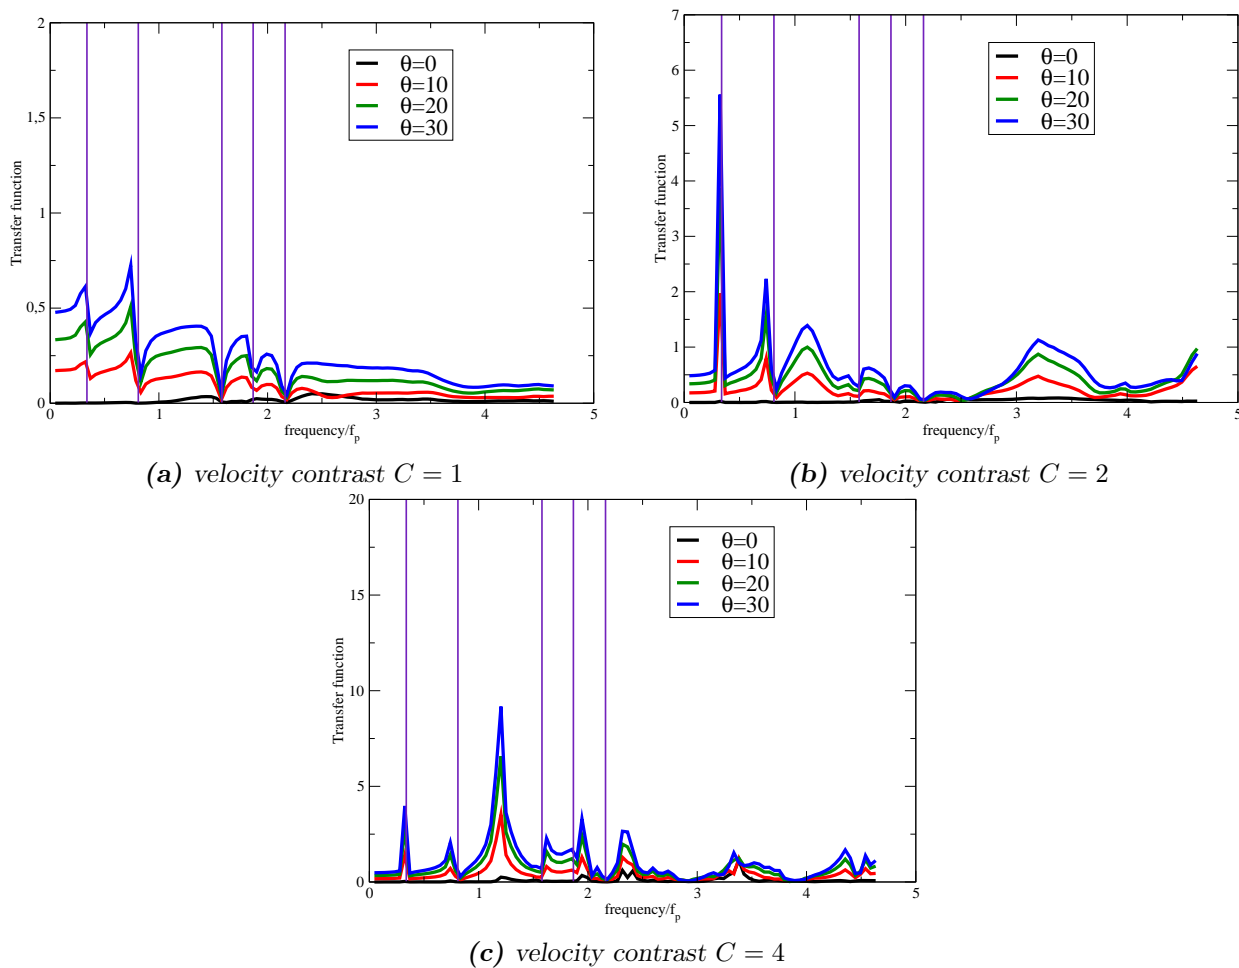 2
1.5
1
0.5
0
Transfer function
θ=0
θ=10
θ=20
θ=30
0 1 2 3 4 5
frequency/fp
(a) velocity contrast C = 1
7
6
5
4
3
2
1
0
Transfer function
θ=0
θ=10
θ=20
θ=30
0 1 2 3 4 5
frequency/fp
(b) velocity contrast C = 2
20
15
10
5
0
Transfer function
θ=0
θ=10
θ=20
θ=30
0 1 2 3 4 5
frequency/fp
(c) velocity contrast C = 4